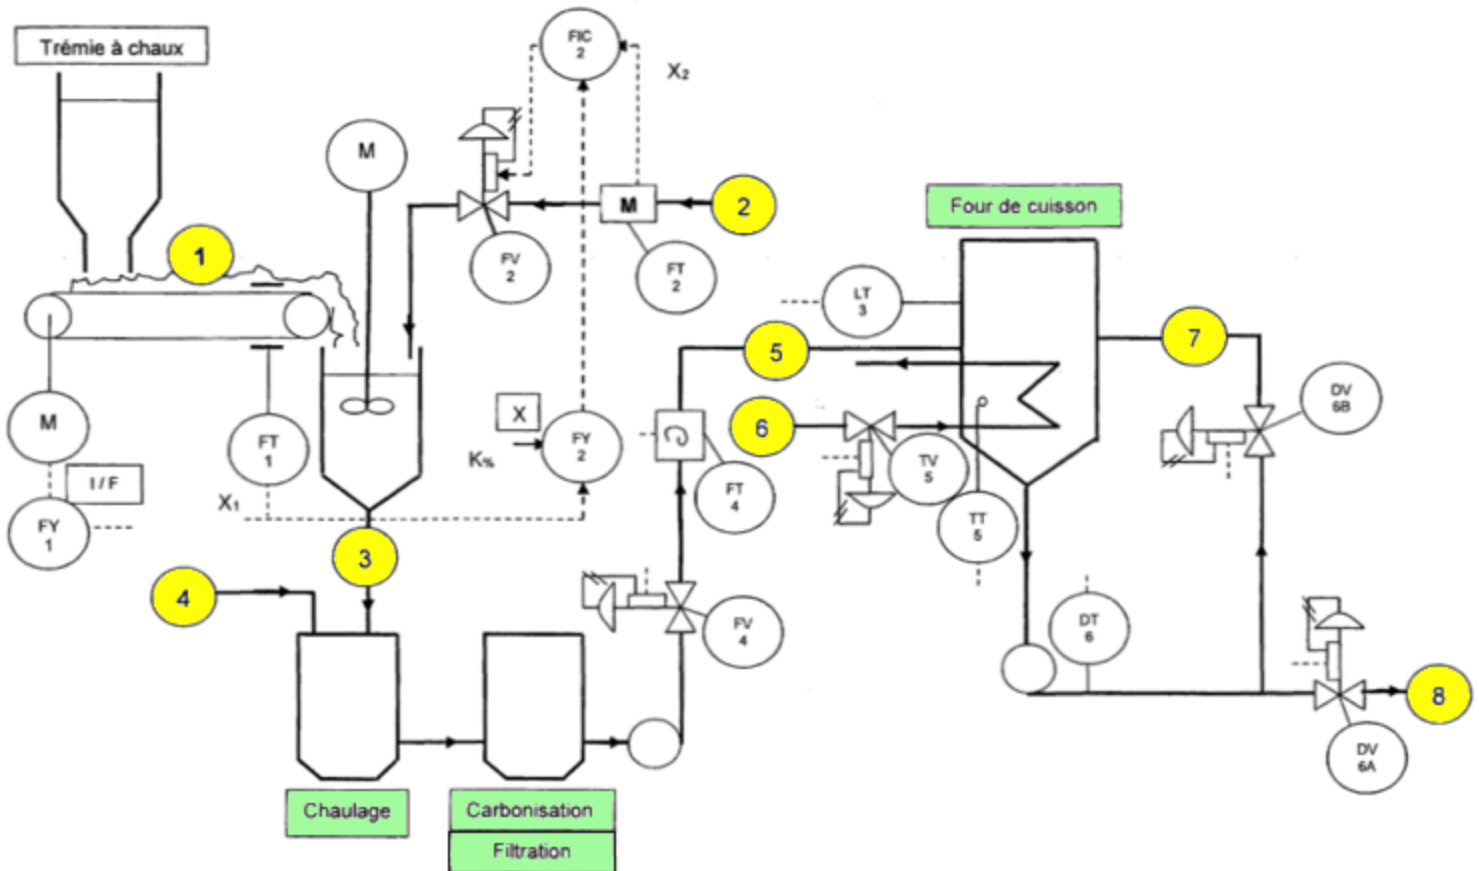 Trémie à chaux
FIC
2
X₂
M
M
2
Four de cuisson
1
FV
2
FT
2
LT
3
5
7
DV
6B
M
FT
1
X
K%
FY
2
6
TV
5
I / F
X₁
FY
1
FT
4
TT
5
3
4
FV
4
DT
6
8
DV
6A
Chaulage
Carbonisation
Filtration